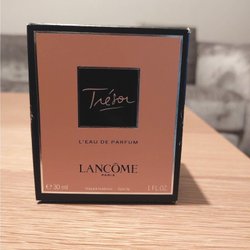 Trésor
L'EAU DE PARFUM
LANCÔME
PARIS
e 30 ml
1 FL.OZ